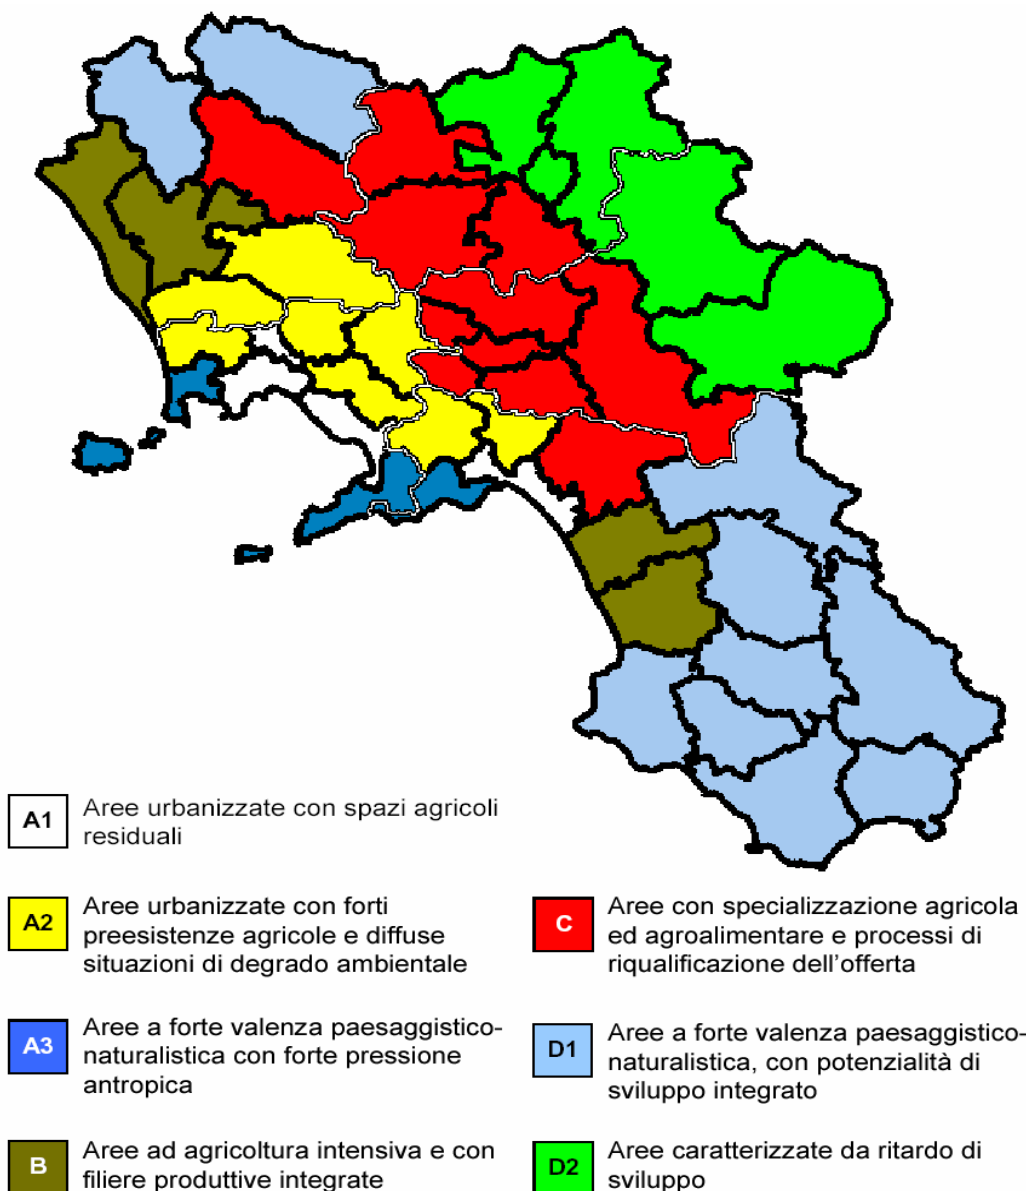 A1
Aree urbanizzate con spazi agricoli
residuali
A2
Aree urbanizzate con forti
preesistenze agricole e diffuse
situazioni di degrado ambientale
C
Aree con specializzazione agricola
ed agroalimentare e processi di
riqualificazione dell'offerta
A3
Aree a forte valenza paesaggistico-
naturalistica con forte pressione
antropica
D1
Aree a forte valenza paesaggistico-
naturalistica, con potenzialità di
sviluppo integrato
B
Aree ad agricoltura intensiva e con
filiere produttive integrate
D2
Aree caratterizzate da ritardo di
sviluppo